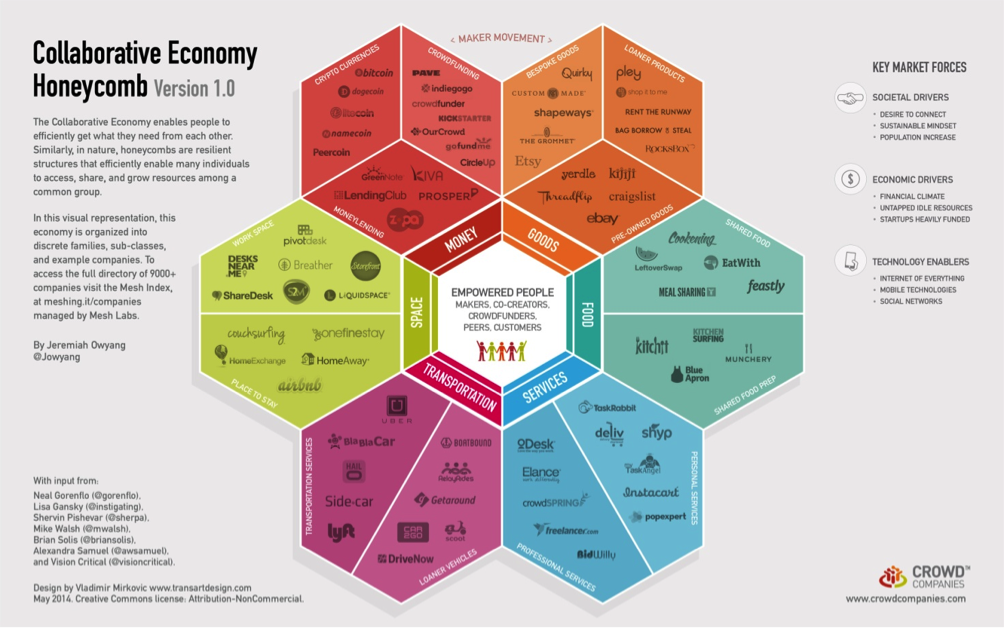 Collaborative Economy
Honeycomb Version 1.0
The Collaborative Economy enables people to
efficiently get what they need from each other.
Similarly, in nature, honeycombs are resilient
structures that efficiently enable many individuals
to access, share, and grow resources among a
common group.
In this visual representation, this
economy is organized into
discrete families, sub-classes,
and example companies. To
access the full directory of 9000+
companies visit the Mesh Index,
at meshing.it/companies
managed by Mesh Labs.
By Jeremiah Owyang
@Jowyang
With input from:
Neal Gorenflo (@gorenflo),
Lisa Gansky (@instigating),
Shervin Pishevar (@sherpa),
Mike Walsh (@mwalsh),
Brian Solis (@briansolis),
Alexandra Samuel (@awsamuel),
and Vision Critical (@visioncritical).
Design by Vladimir Mirkovic www.transartdesign.com
May 2014. Creative Commons license: Attribution-NonCommercial.
< MAKER MOVEMENT >
CRYPTO CURRENCIES
bitcoin
dogecoin
litecoin
namecoin
Peercoin
CROWDFUNDING
PAVE
indiegogo
crowdfunder
KICKSTARTER
OurCrowd
gofundme
CircleUp
MONEYLENDING
GreenNote
KIVA
LendingClub
PROSPER
zopa
MONEY
BESPOKE GOODS
Quirky
CUSTOM MADE
shapeways
THE GROMMET
Etsy
LOANER PRODUCTS
pley
shop it to me
RENT THE RUNWAY
BAG BORROW & STEAL
ROCKSBOX
PRE-OWNED GOODS
yerdle
kijiji
Threadflip
craigslist
ebay
GOODS
WORK SPACE
pivotdesk
DESKS
NEAR
ME
Breather
Storefront
ShareDesk
S2M
LIQUIDSPACE
PLACE TO STAY
couchsurfing
onefinestay
HomeExchange
HomeAway
airbnb
SPACE
EMPOWERED PEOPLE
MAKERS, CO-CREATORS,
CROWDFUNDERS,
PEERS, CUSTOMERS
FOOD
SHARED FOOD
Cookening
LeftoverSwap
EatWith
MEAL SHARING
feastly
SHARED FOOD PREP
kitchit
KITCHEN
SURFING
MUNCHERY
Blue
Apron
TRANSPORTATION
TRANSPORTATION SERVICES
UBER
BlaBlaCar
HAILO
Side-car
lyft
LOANER VEHICLES
BOATBOUND
RelayRides
Getaround
CAR
2GO
scoot
DriveNow
SERVICES
PROFESSIONAL SERVICES
oDesk
Elance
crowdSPRING
freelancer.com
BidWilly
PERSONAL SERVICES
TaskRabbit
deliv
shyp
TaskAngel
Instacart
popexpert
KEY MARKET FORCES
SOCIETAL DRIVERS
• DESIRE TO CONNECT
• SUSTAINABLE MINDSET
• POPULATION INCREASE
$
ECONOMIC DRIVERS
• FINANCIAL CLIMATE
• UNTAPPED IDLE RESOURCES
• STARTUPS HEAVILY FUNDED
TECHNOLOGY ENABLERS
• INTERNET OF EVERYTHING
• MOBILE TECHNOLOGIES
• SOCIAL NETWORKS
CROWD™
COMPANIES
www.crowdcompanies.com